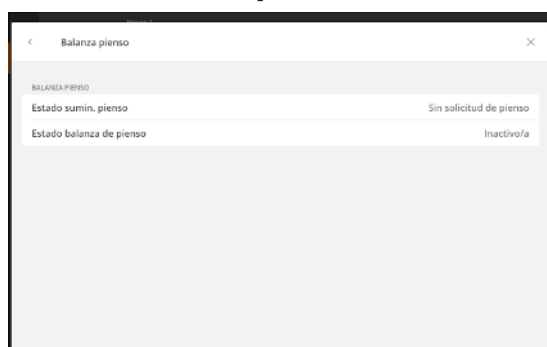 Balanza pienso
BALANZA PIENSO
Estado sumin. pienso Sin solicitud de pienso
Estado balanza de pienso Inactivo/a